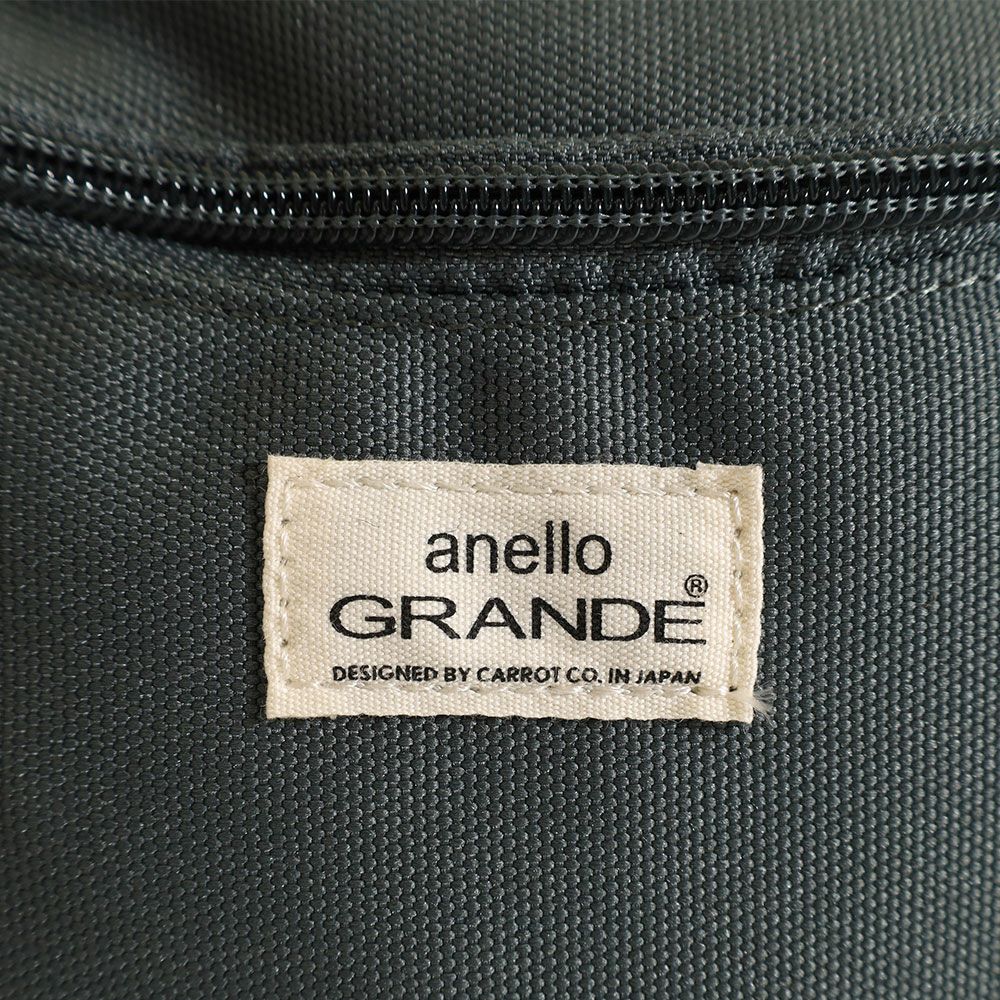 anello
GRANDE®
DESIGNED BY CARROT CO. IN JAPAN